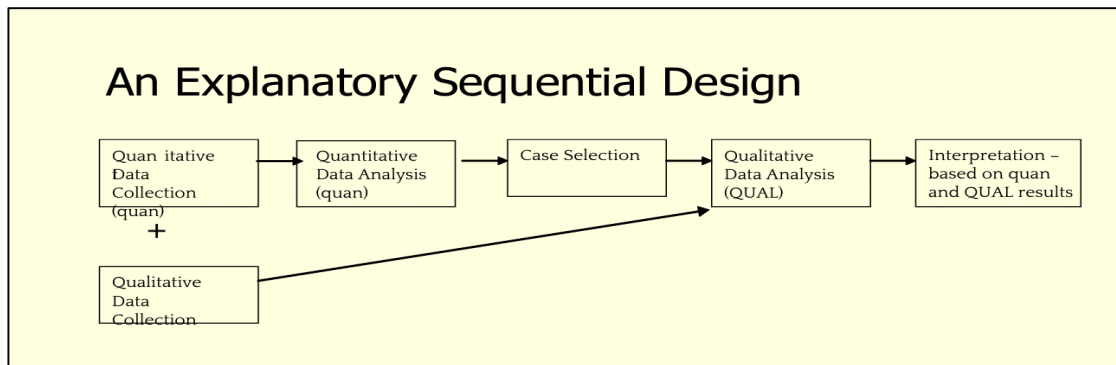 An Explanatory Sequential Design
Quan itative
tData
Collection
(quan)
+
Qualitative
Data
Collection
Quantitative
Data Analysis
(quan)
Case Selection
Qualitative
Data Analysis
(QUAL)
Interpretation –
based on quan
and QUAL results